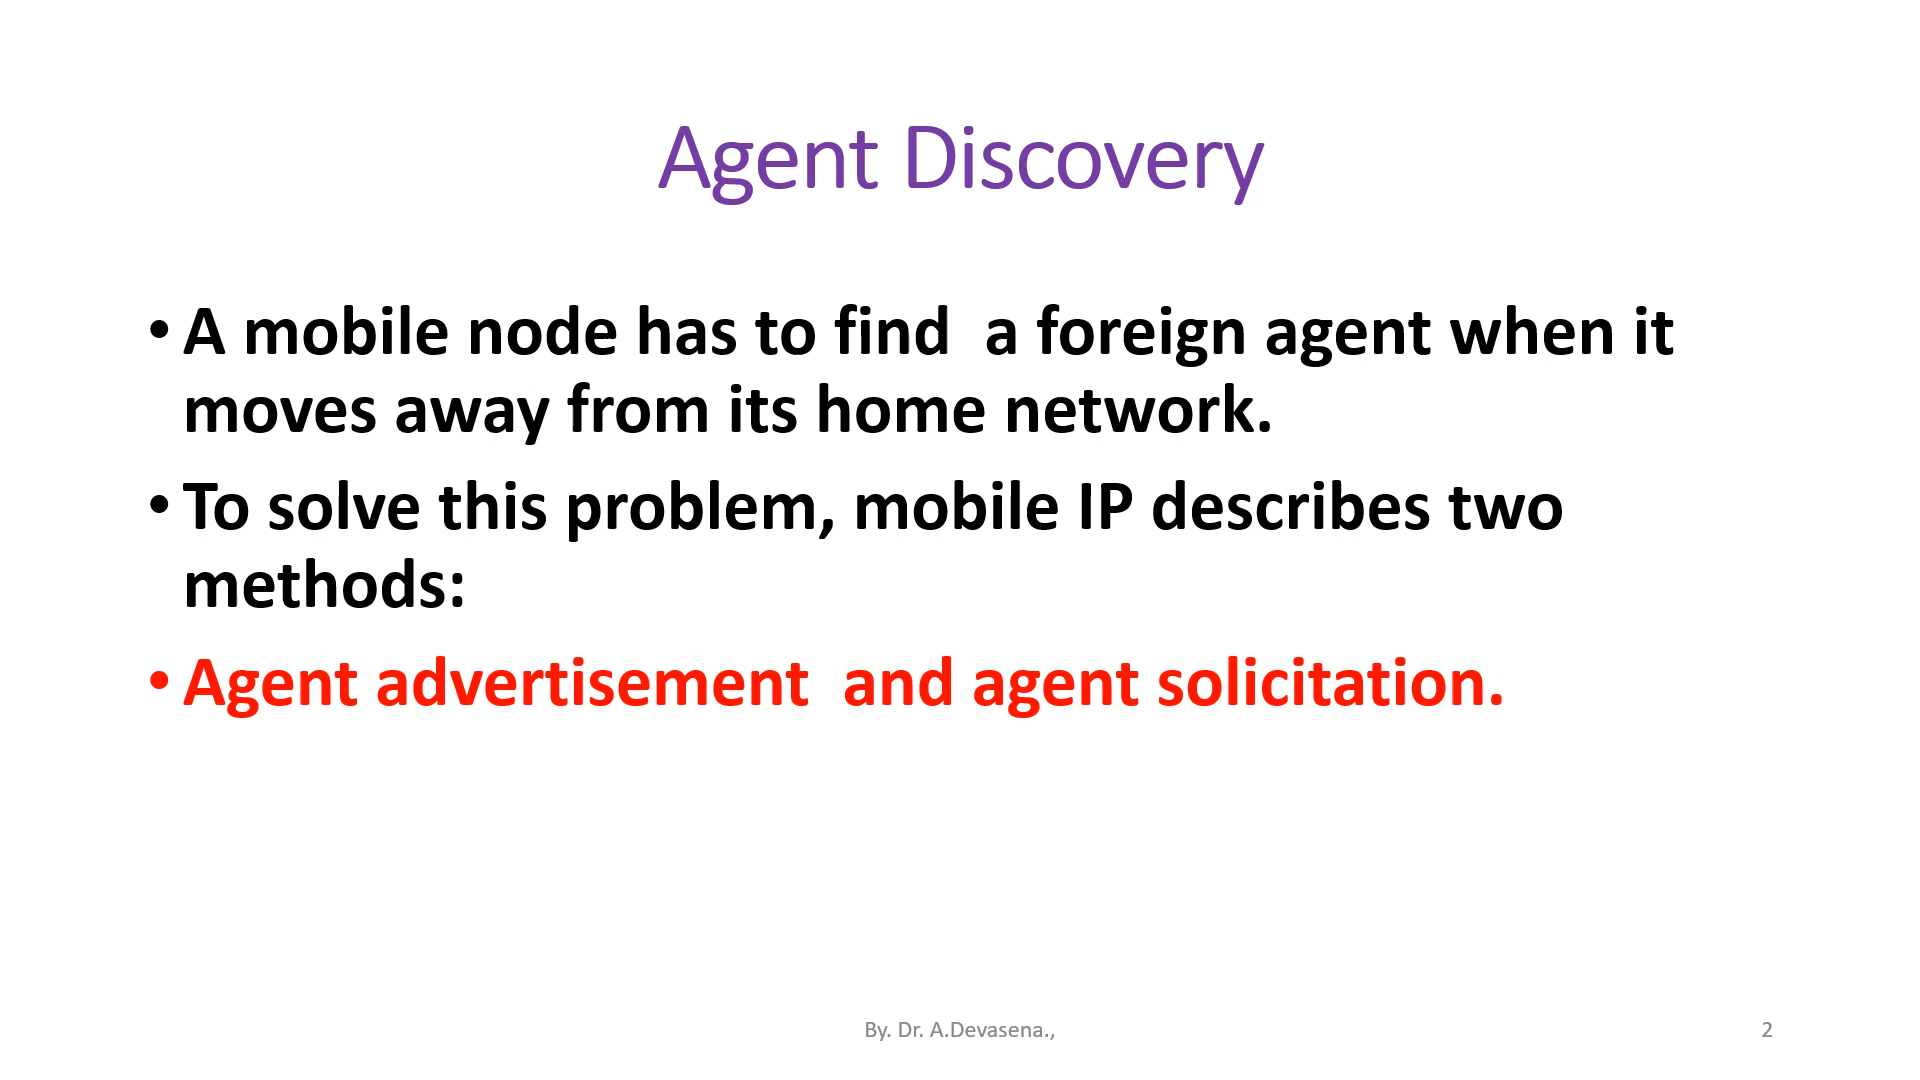 Agent Discovery
• A mobile node has to find  a foreign agent when it
moves away from its home network.
• To solve this problem, mobile IP describes two
methods:
• Agent advertisement  and agent solicitation.
By. Dr. A.Devasena.,
2